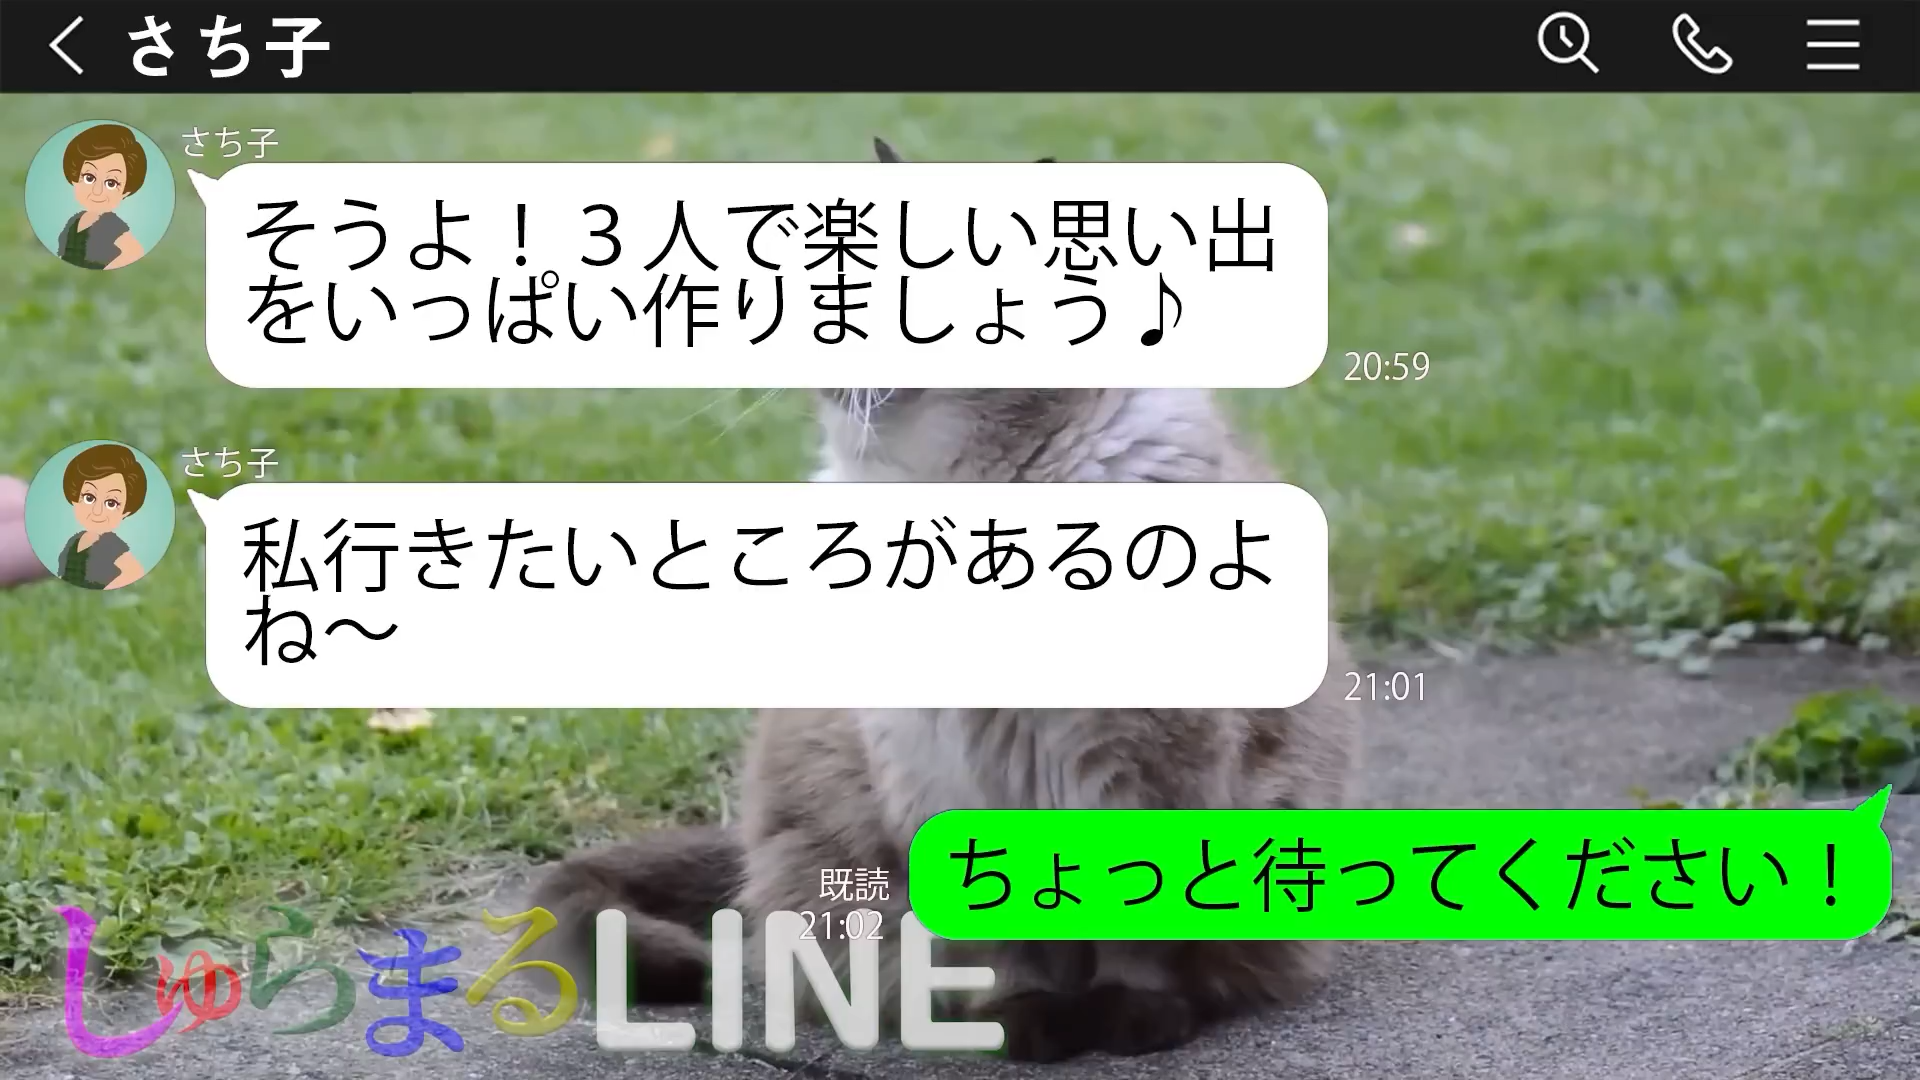 さち子
さち子
そうよ！３人で楽しい思い出
をいっぱい作りましょう♪
20:59
さち子
私行きたいところがあるのよ
ね～
21:01
ちょっと待ってください！
既読
21:02
しゅらまるLINE